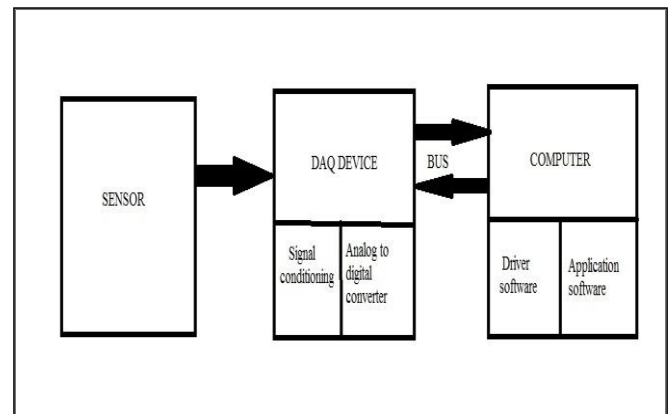 SENSOR
DAQ DEVICE
Signal
conditioning
Analog to
digital
converter
BUS
COMPUTER
Driver
software
Application
software